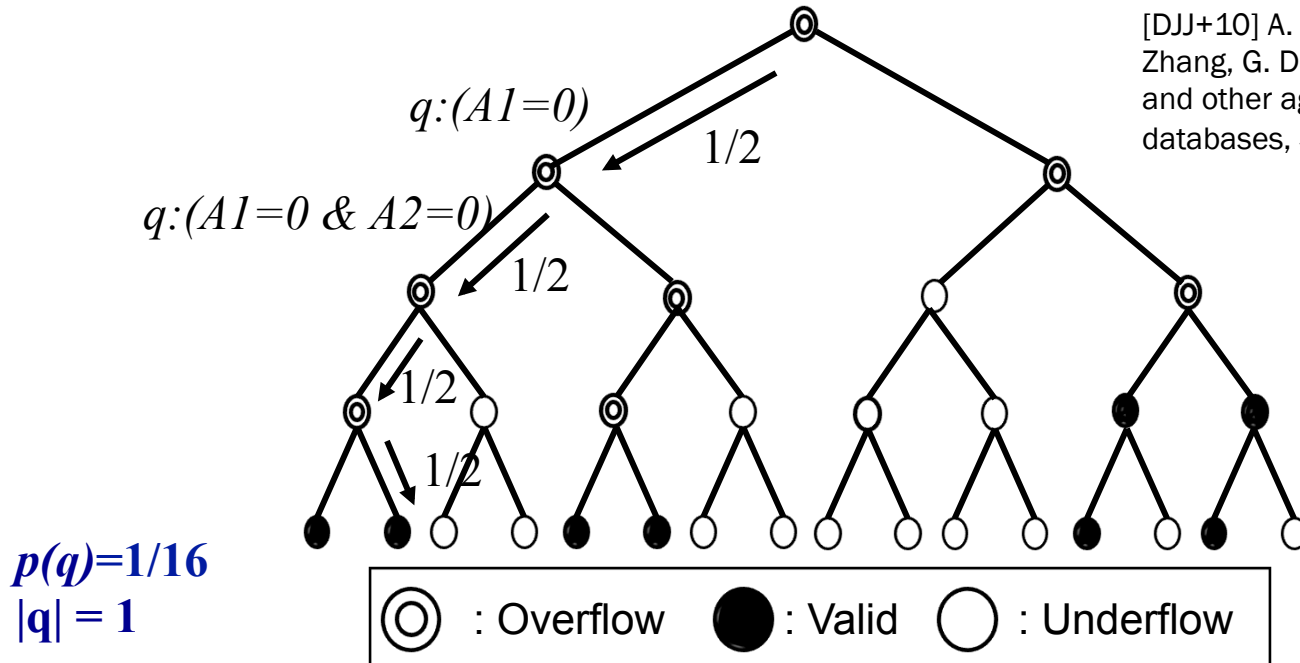 [DJJ+10] A.
Zhang, G. D
and other ag
databases,
q:(A1=0)
1/2
q:(A1=0 & A2=0)
1/2
1/2
1/2
p(q)=1/16
|q| = 1
: Overflow : Valid : Underflow